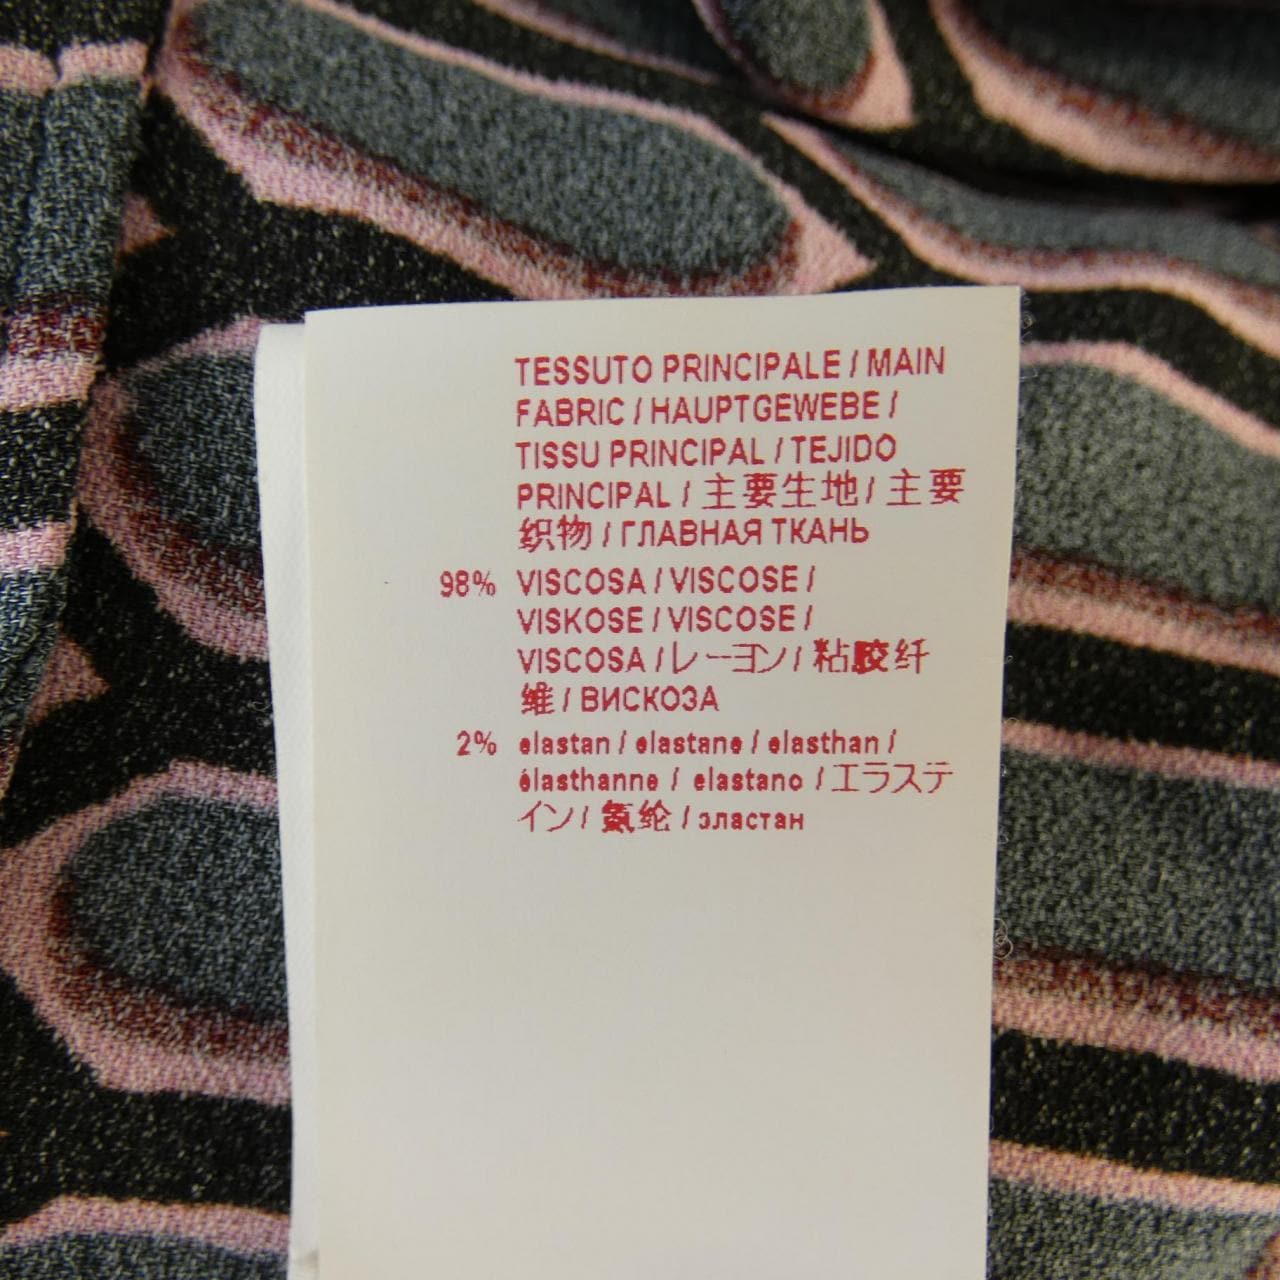 TESSUTO PRINCIPALE / MAIN
FABRIC / HAUPTGEWEBE /
TISSU PRINCIPAL / TEJIDO
PRINCIPAL / 主要生地 / 主要
织物 / ГЛАВНАЯ ТКАНЬ
98% VISCOSA / VISCOSE /
VISKOSE / VISCOSE /
VISCOSA / レーヨン / 粘胶纤
维 / ВИСКОЗА
2% elastan / elastane / elasthan /
élasthanne / elastano / エラステ
イン / 氨纶 / эластан